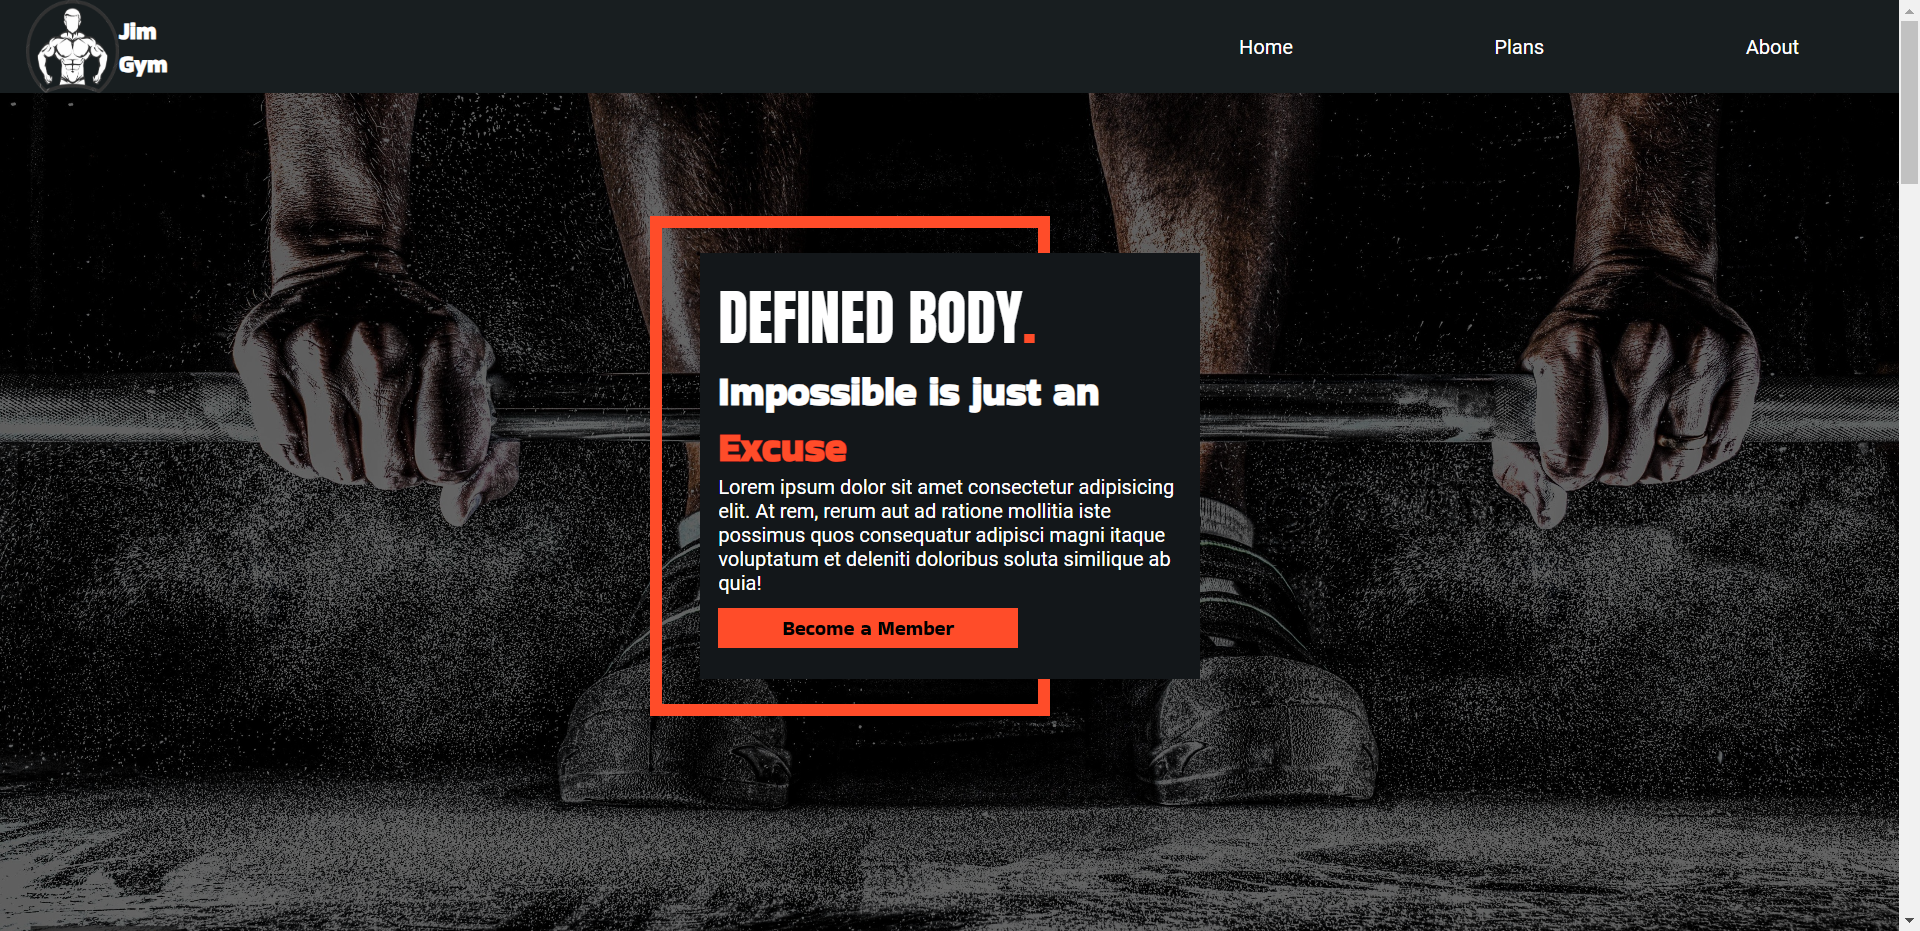 Jim
Gym
Home
Plans
About
DEFINED BODY.
Impossible is just an
Excuse
Lorem ipsum dolor sit amet consectetur adipisicing
elit. At rem, rerum aut ad ratione mollitia iste
possimus quos consequatur adipisci magni itaque
voluptatum et deleniti doloribus soluta similique ab
quia!
Become a Member